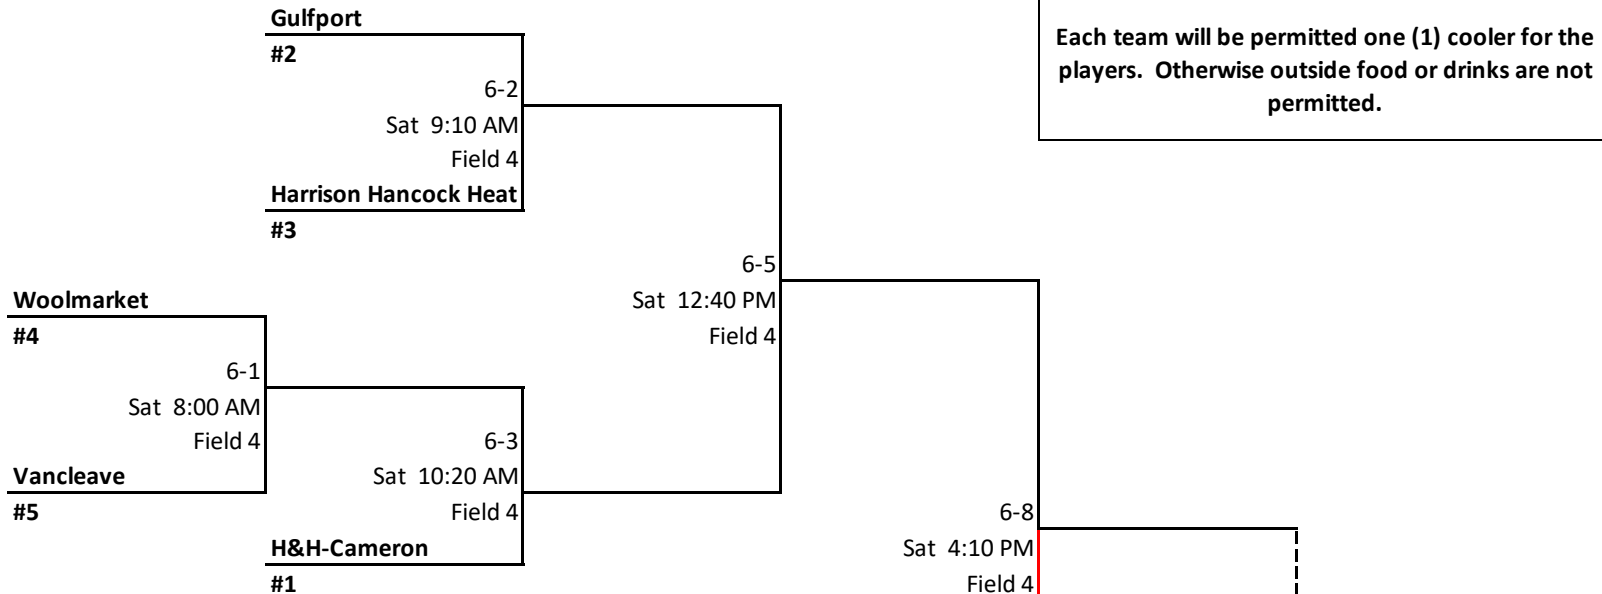 Gulfport
#2
Each team will be permitted one (1) cooler for the
players. Otherwise outside food or drinks are not
permitted.
6-2
Sat 9:10 AM
Field 4
Harrison Hancock Heat
#3
6-5
Sat 12:40 PM
Field 4
Woolmarket
#4
6-1
Sat 8:00 AM
Field 4
Vancleave
#5
6-3
Sat 10:20 AM
Field 4
H&H-Cameron
#1
6-8
Sat 4:10 PM
Field 4